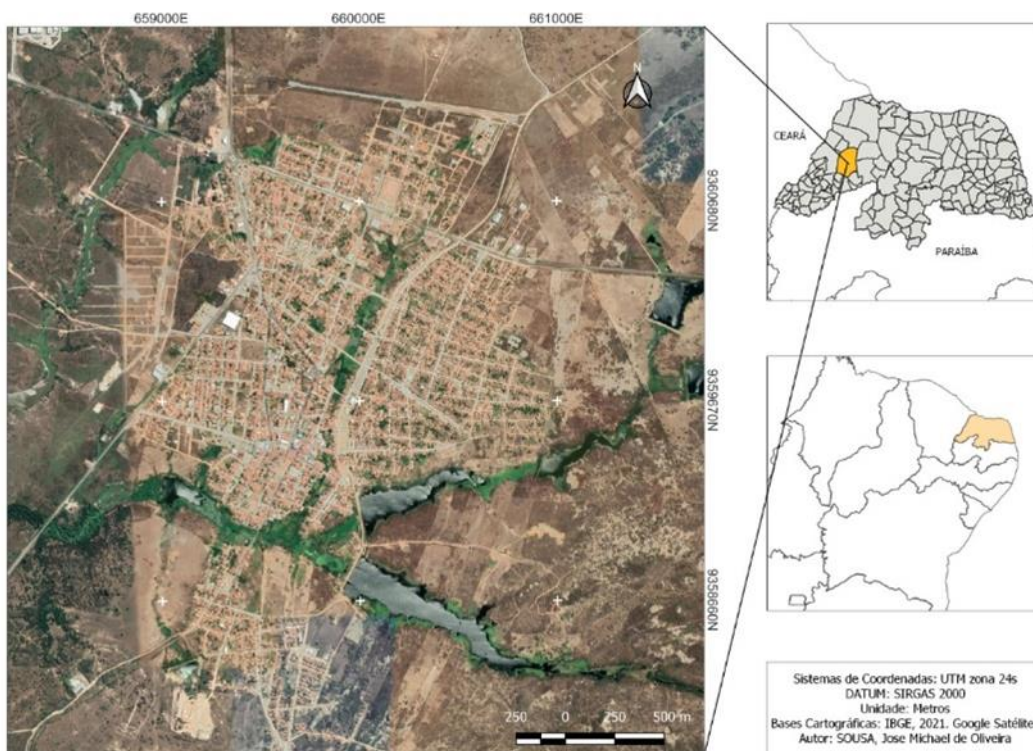 659000E
660000E
661000E
N
9360680N
9359670N
9358660N
250 0 250 500 m
CEARÁ
PARAÍBA
Sistemas de Coordenadas: UTM zona 24s
DATUM: SIRGAS 2000
Unidade: Metros
Bases Cartográficas: IBGE, 2021. Google Satélite
Autor: SOUSA, Jose Michael de Oliveira